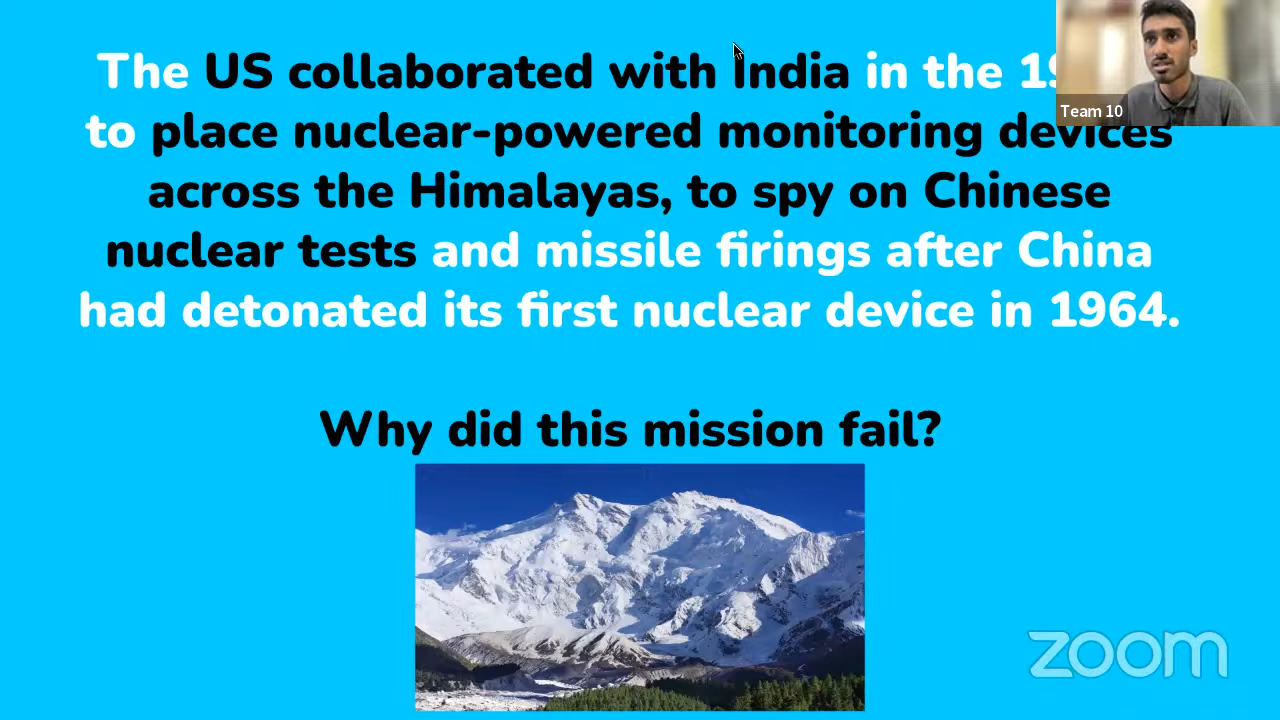 The US collaborated with India in the
to place nuclear-powered monitoring devices
across the Himalayas, to spy on Chinese
nuclear tests and missile firings after China
had detonated its first nuclear device in 1964.
Why did this mission fail?
Team 10
zoom